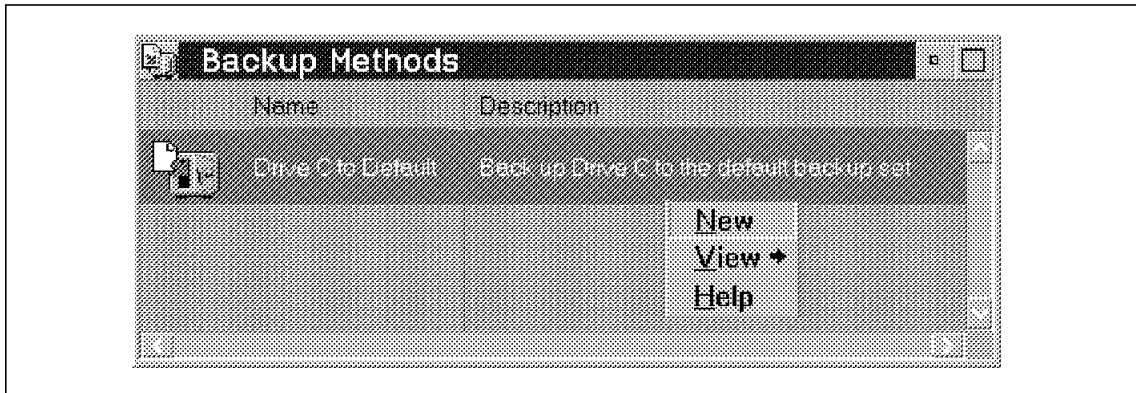 Backup Methods
Name Description
Drive C to Default Back up Drive C to the default backup set
New
View
Help